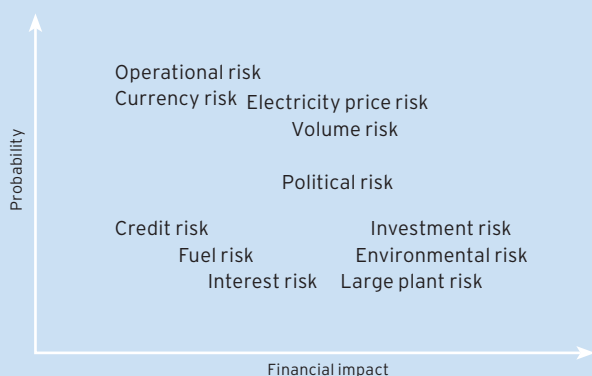 Operational risk
Currency risk Electricity price risk
Volume risk
Political risk
Credit risk Investment risk
Fuel risk Environmental risk
Interest risk Large plant risk
Probability
Financial impact